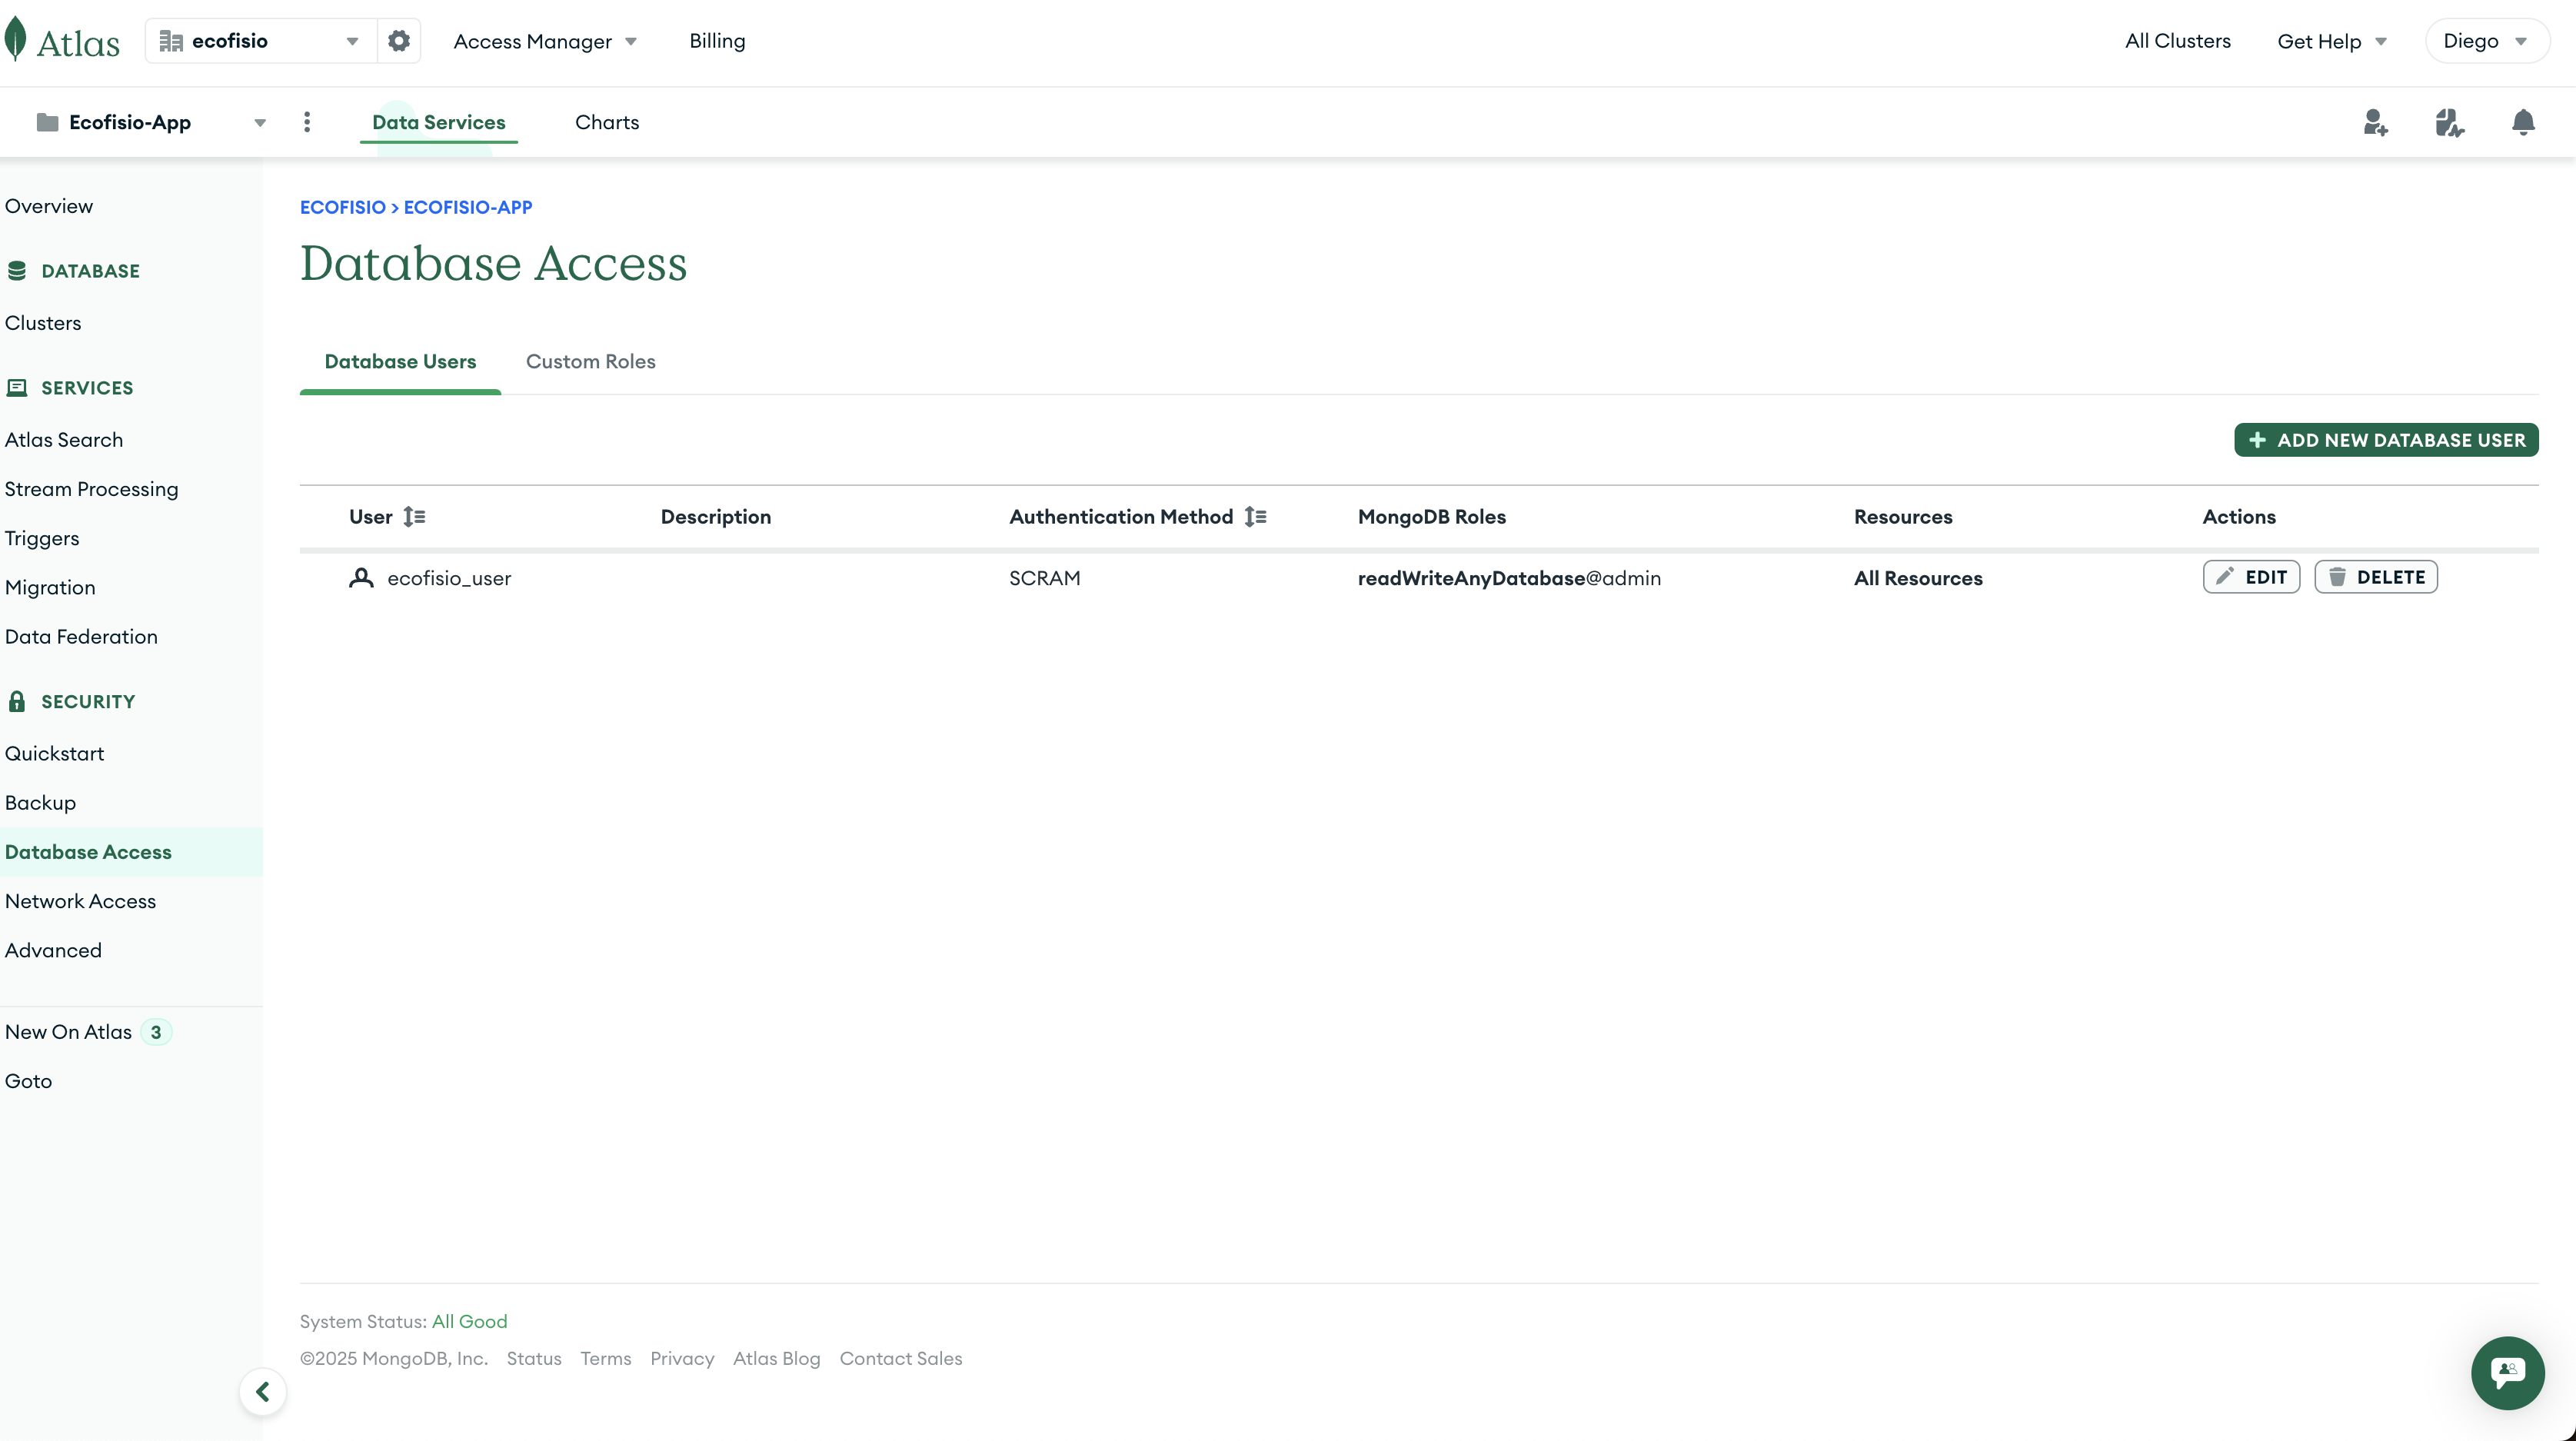 Atlas
ecofisio
Access Manager
Billing
All Clusters
Get Help
Diego
Ecofisio-App
Data Services
Charts
Overview
DATABASE
Clusters
SERVICES
Atlas Search
Stream Processing
Triggers
Migration
Data Federation
SECURITY
Quickstart
Backup
Database Access
Network Access
Advanced
New On Atlas 3
Goto
ECOFISIO > ECOFISIO-APP
Database Access
Database Users Custom Roles
+ ADD NEW DATABASE USER
User Description Authentication Method MongoDB Roles Resources Actions
ecofisio_user SCRAM readWriteAnyDatabase@admin All Resources EDIT DELETE
System Status: All Good
©2025 MongoDB, Inc. Status Terms Privacy Atlas Blog Contact Sales